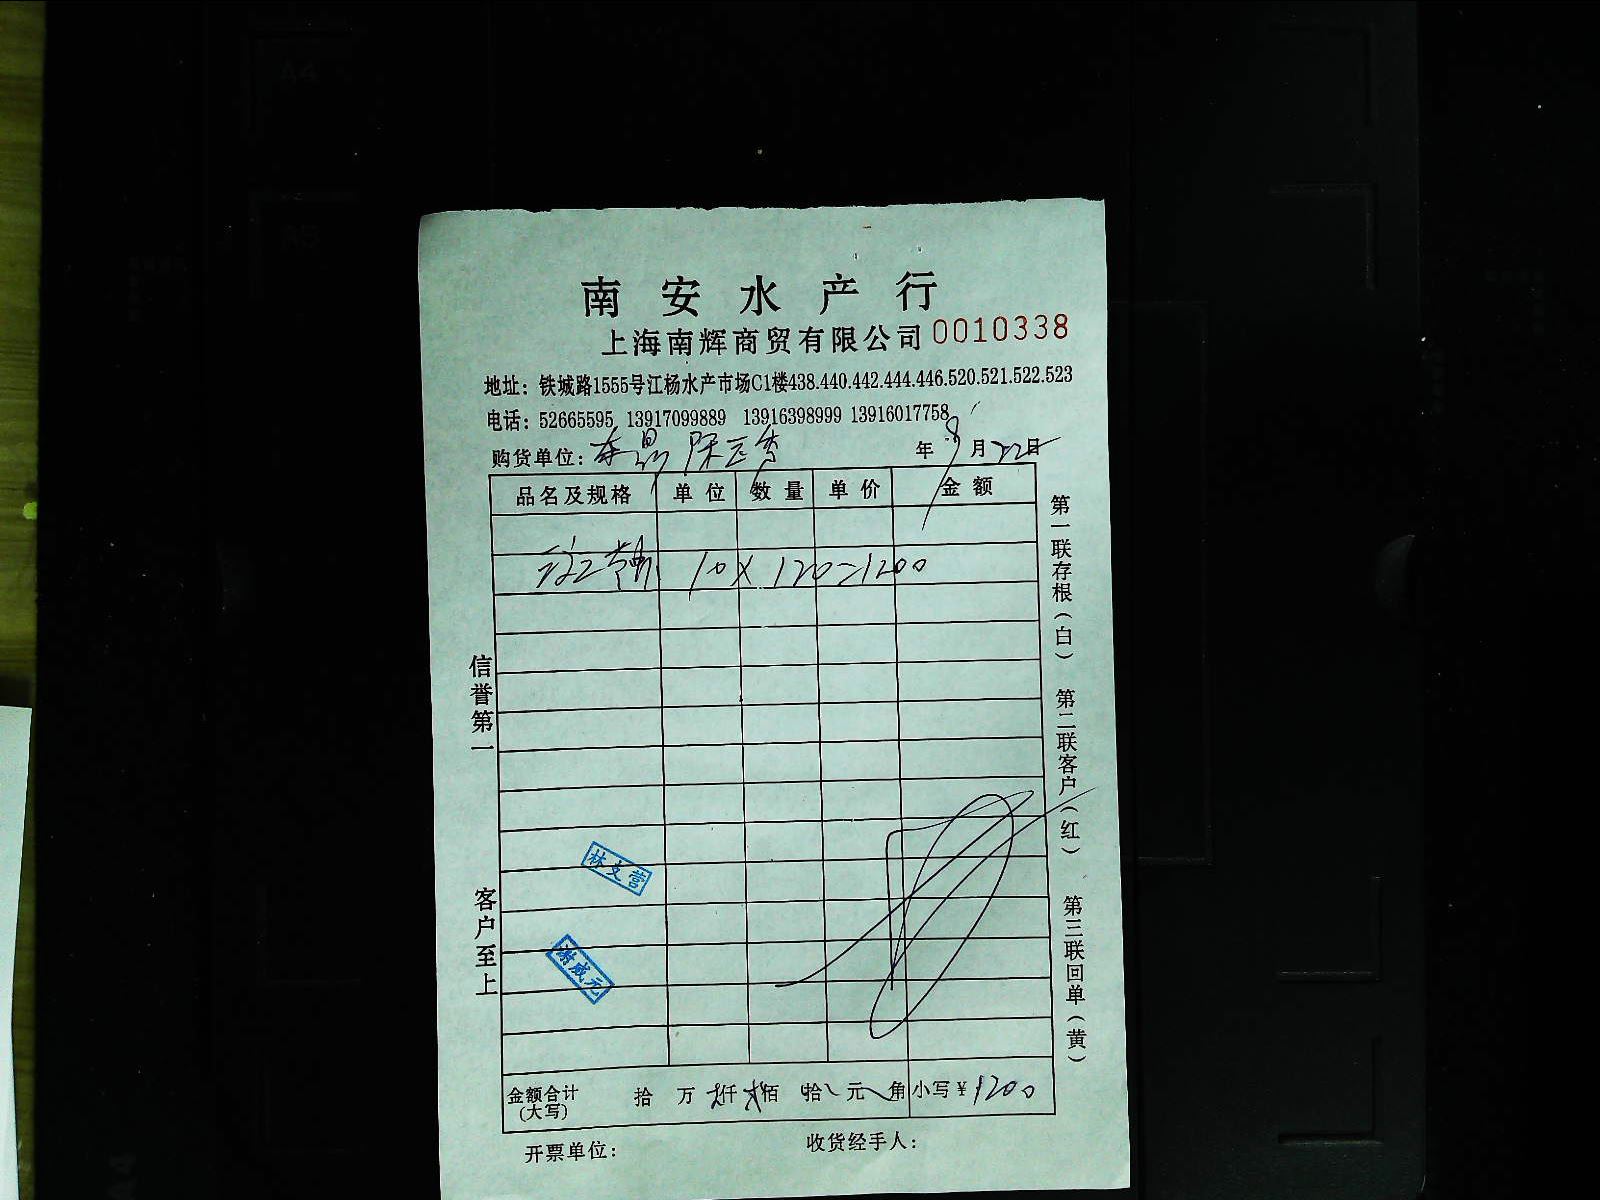 南安水产行
上海南辉商贸有限公司 0010338
地址：铁城路1555号江杨水产市场C1楼438.440.442.444.446.520.521.522.523
电话：52665595 13917099889 13916398999 13916017758
购货单位： 年 9 月 22 日
品名及规格 单位 数量 单价 金额
10 X 120=1200
信誉第一
客户至上
第一联存根（白）
第二联客户（红）
第三联回单（黄）
林支营
谢成元
金额合计 拾 万 仟 佰 拾 元 角 小写￥1200
（大写）
开票单位： 收货经手人：